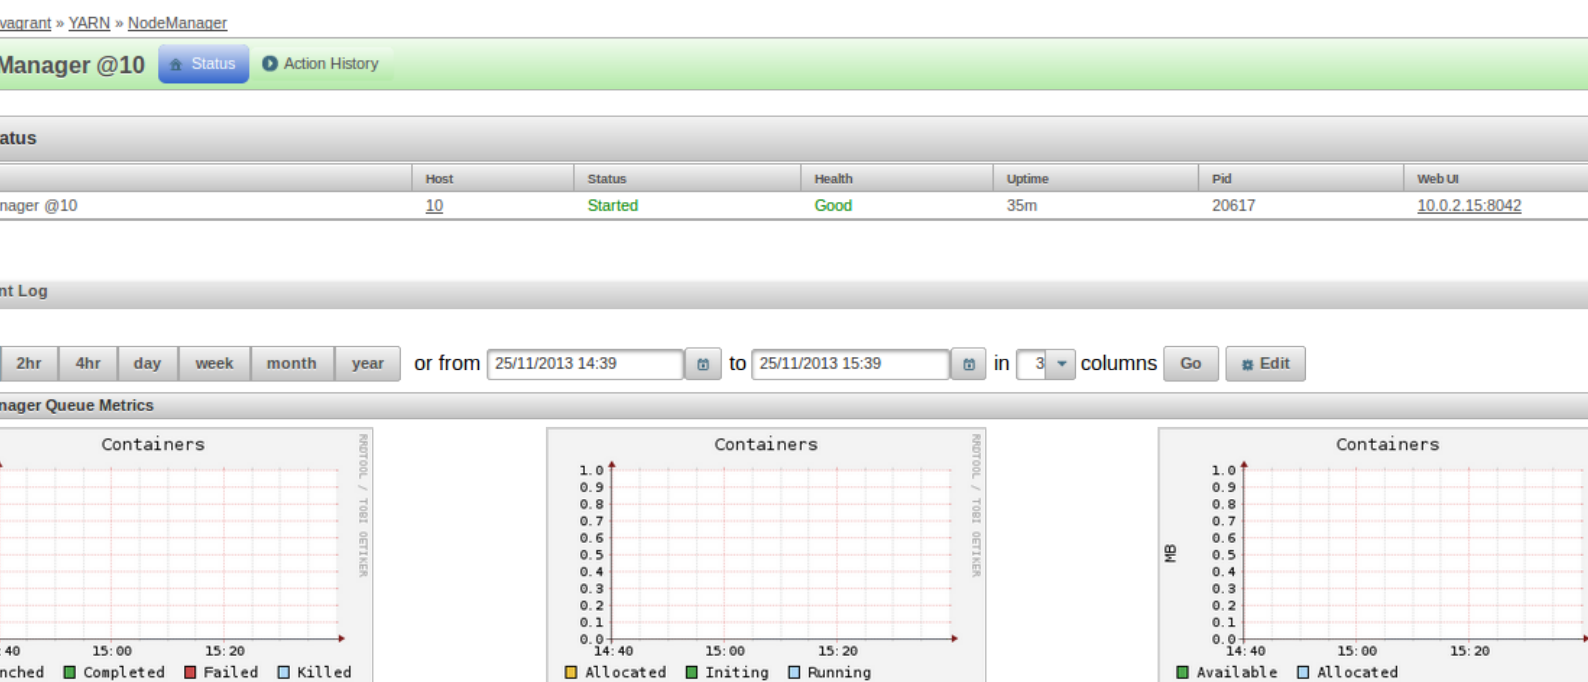 vagrant » YARN » NodeManager
Manager @10 Status Action History
atus
Host Status Health Uptime Pid Web UI
nager @10 10 Started Good 35m 20617 10.0.2.15:8042
nt Log
2hr 4hr day week month year or from 25/11/2013 14:39 to 25/11/2013 15:39 in 3 columns Go Edit
nager Queue Metrics
Containers
RRDTOOL / TOBI OETIKER
:40 15:00 15:20
nched Completed Failed Killed
Containers
RRDTOOL / TOBI OETIKER
1.0
0.9
0.8
0.7
0.6
0.5
0.4
0.3
0.2
0.1
0.0
14:40 15:00 15:20
Allocated Initing Running
Containers
MB
1.0
0.9
0.8
0.7
0.6
0.5
0.4
0.3
0.2
0.1
0.0
14:40 15:00 15:20
Available Allocated